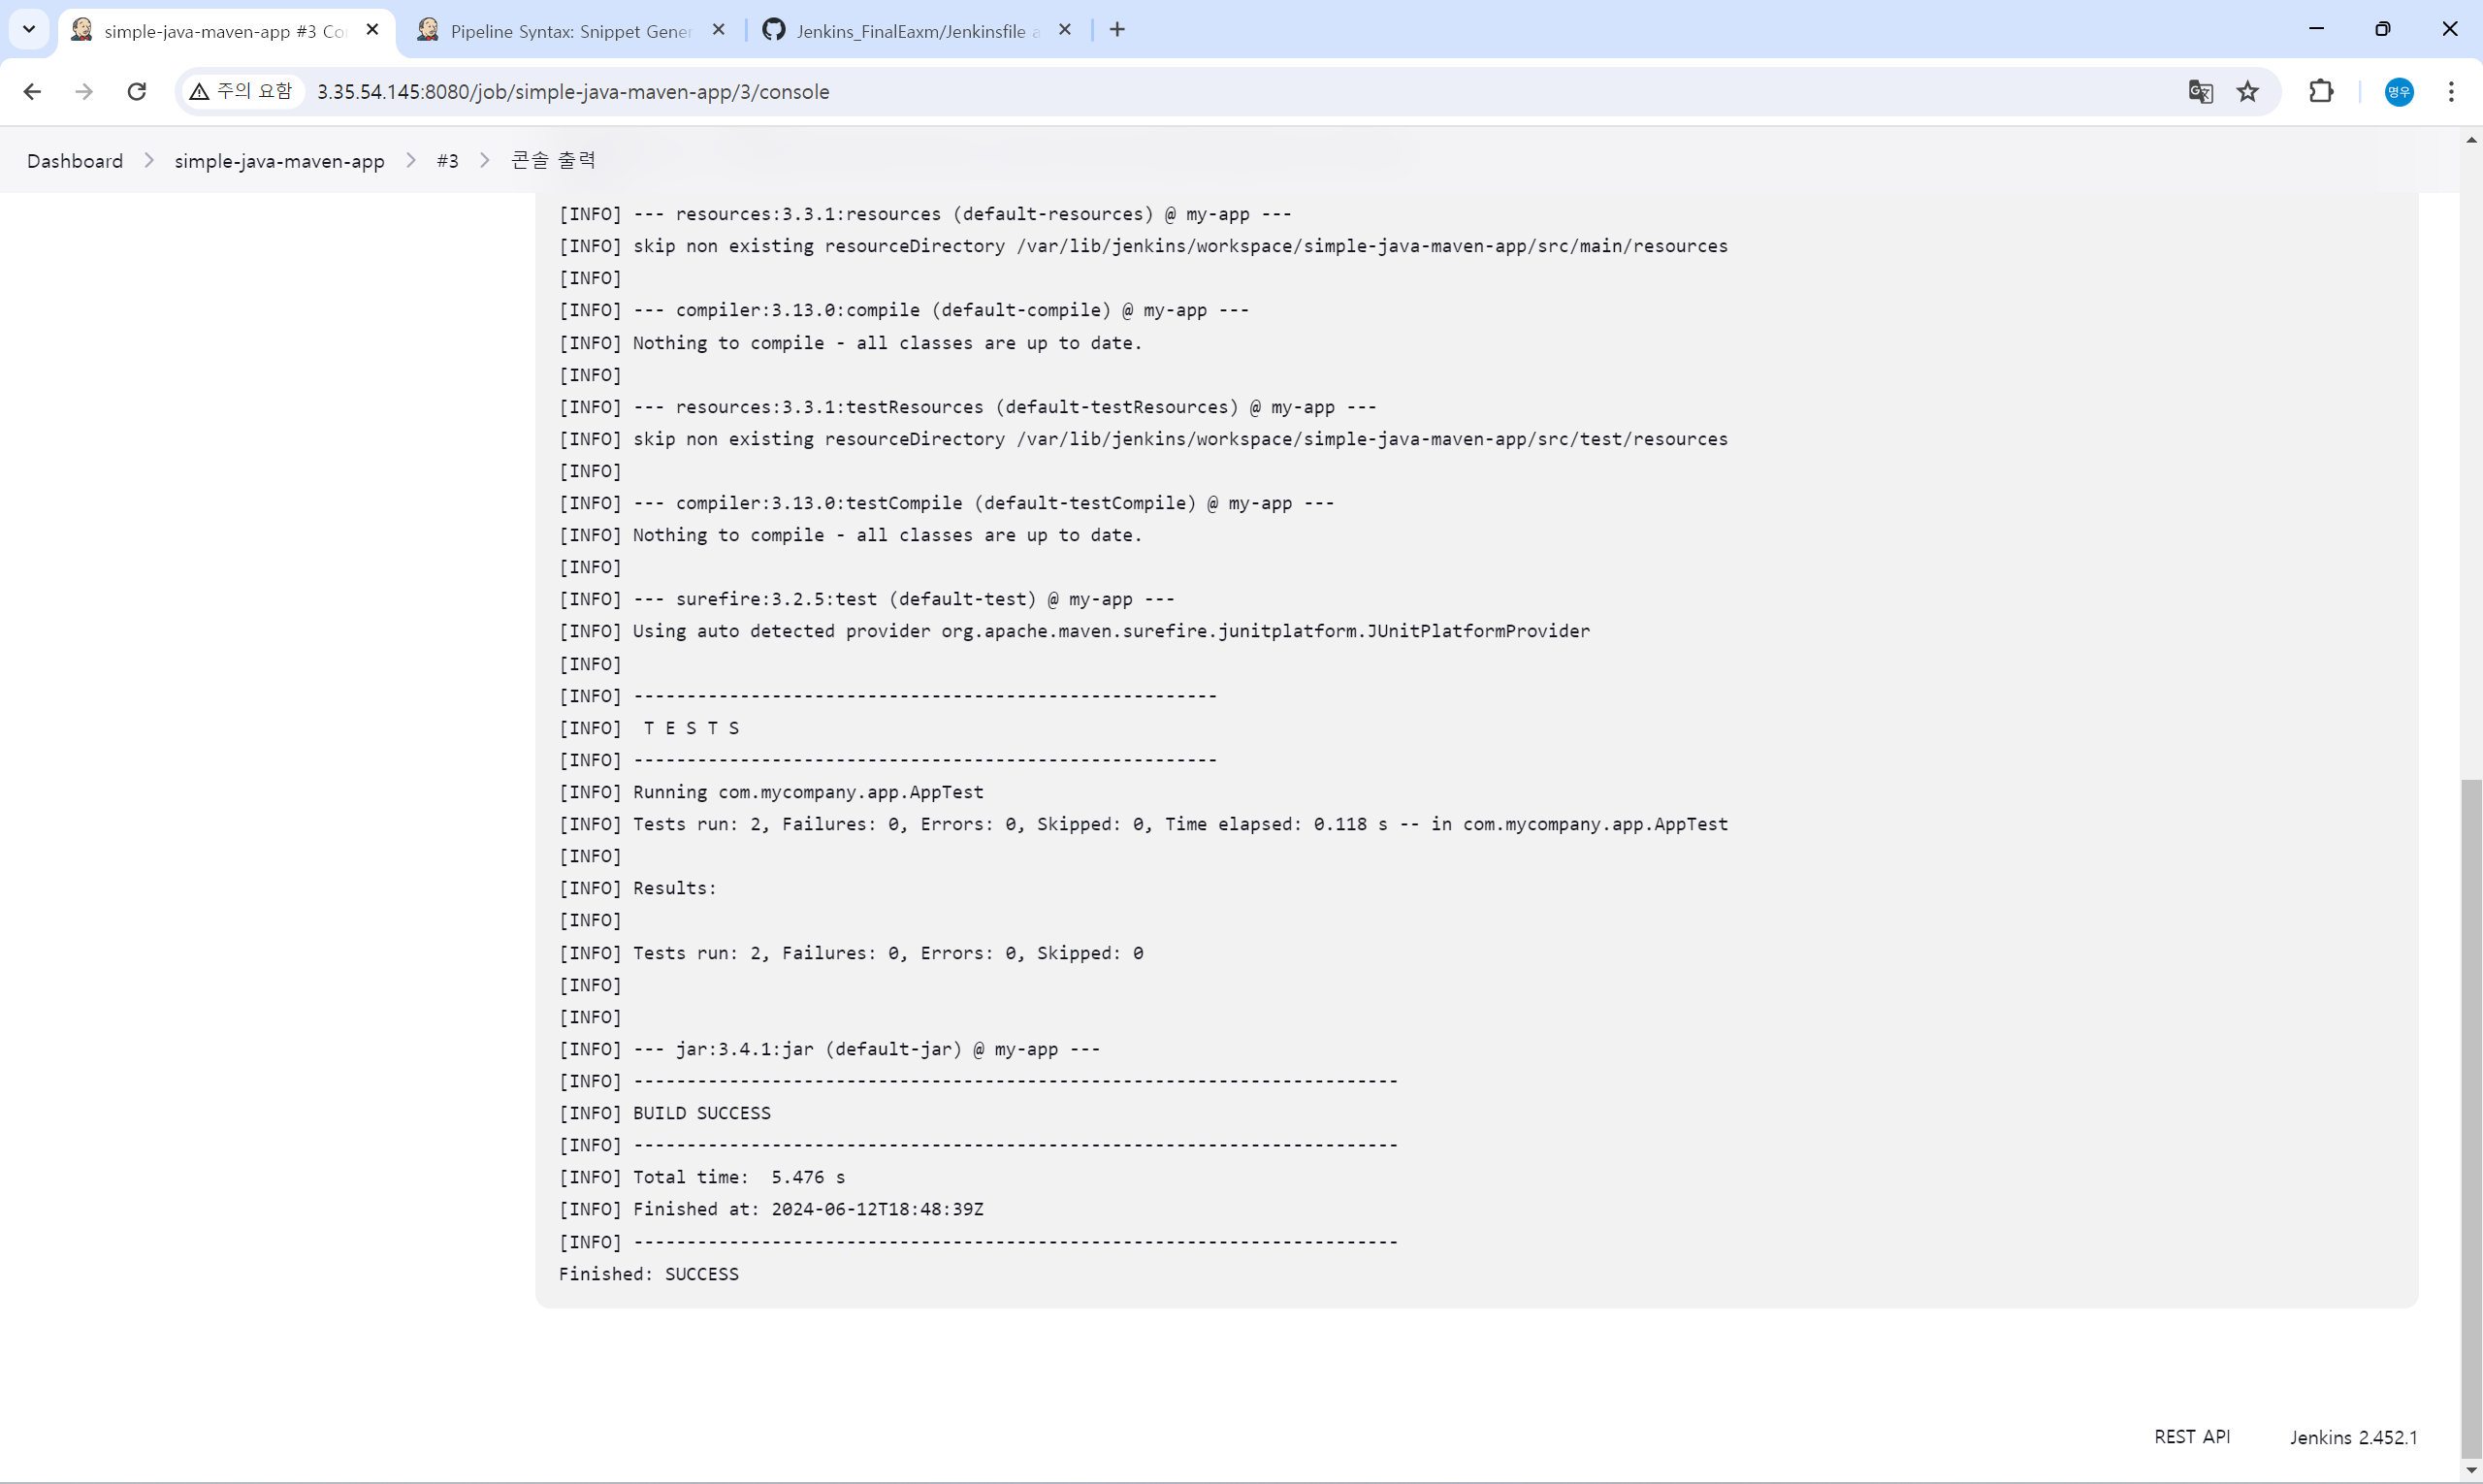 simple-java-maven-app #3 Co
Pipeline Syntax: Snippet Gener
Jenkins_FinalEaxm/Jenkinsfile a
주의 요함
3.35.54.145:8080/job/simple-java-maven-app/3/console
명우
Dashboard > simple-java-maven-app > #3 > 콘솔 출력
[INFO] --- resources:3.3.1:resources (default-resources) @ my-app ---
[INFO] skip non existing resourceDirectory /var/lib/jenkins/workspace/simple-java-maven-app/src/main/resources
[INFO]
[INFO] --- compiler:3.13.0:compile (default-compile) @ my-app ---
[INFO] Nothing to compile - all classes are up to date.
[INFO]
[INFO] --- resources:3.3.1:testResources (default-testResources) @ my-app ---
[INFO] skip non existing resourceDirectory /var/lib/jenkins/workspace/simple-java-maven-app/src/test/resources
[INFO]
[INFO] --- compiler:3.13.0:testCompile (default-testCompile) @ my-app ---
[INFO] Nothing to compile - all classes are up to date.
[INFO]
[INFO] --- surefire:3.2.5:test (default-test) @ my-app ---
[INFO] Using auto detected provider org.apache.maven.surefire.junitplatform.JUnitPlatformProvider
[INFO]
[INFO] -------------------------------------------------------
[INFO]  T E S T S
[INFO] -------------------------------------------------------
[INFO] Running com.mycompany.app.AppTest
[INFO] Tests run: 2, Failures: 0, Errors: 0, Skipped: 0, Time elapsed: 0.118 s -- in com.mycompany.app.AppTest
[INFO]
[INFO] Results:
[INFO]
[INFO] Tests run: 2, Failures: 0, Errors: 0, Skipped: 0
[INFO]
[INFO]
[INFO] --- jar:3.4.1:jar (default-jar) @ my-app ---
[INFO] ------------------------------------------------------------------------
[INFO] BUILD SUCCESS
[INFO] ------------------------------------------------------------------------
[INFO] Total time:  5.476 s
[INFO] Finished at: 2024-06-12T18:48:39Z
[INFO] ------------------------------------------------------------------------
Finished: SUCCESS
REST API
Jenkins 2.452.1